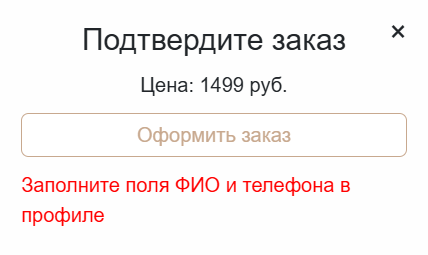 Подтвердите заказ
×
Цена: 1499 руб.
Оформить заказ
Заполните поля ФИО и телефона в
профиле